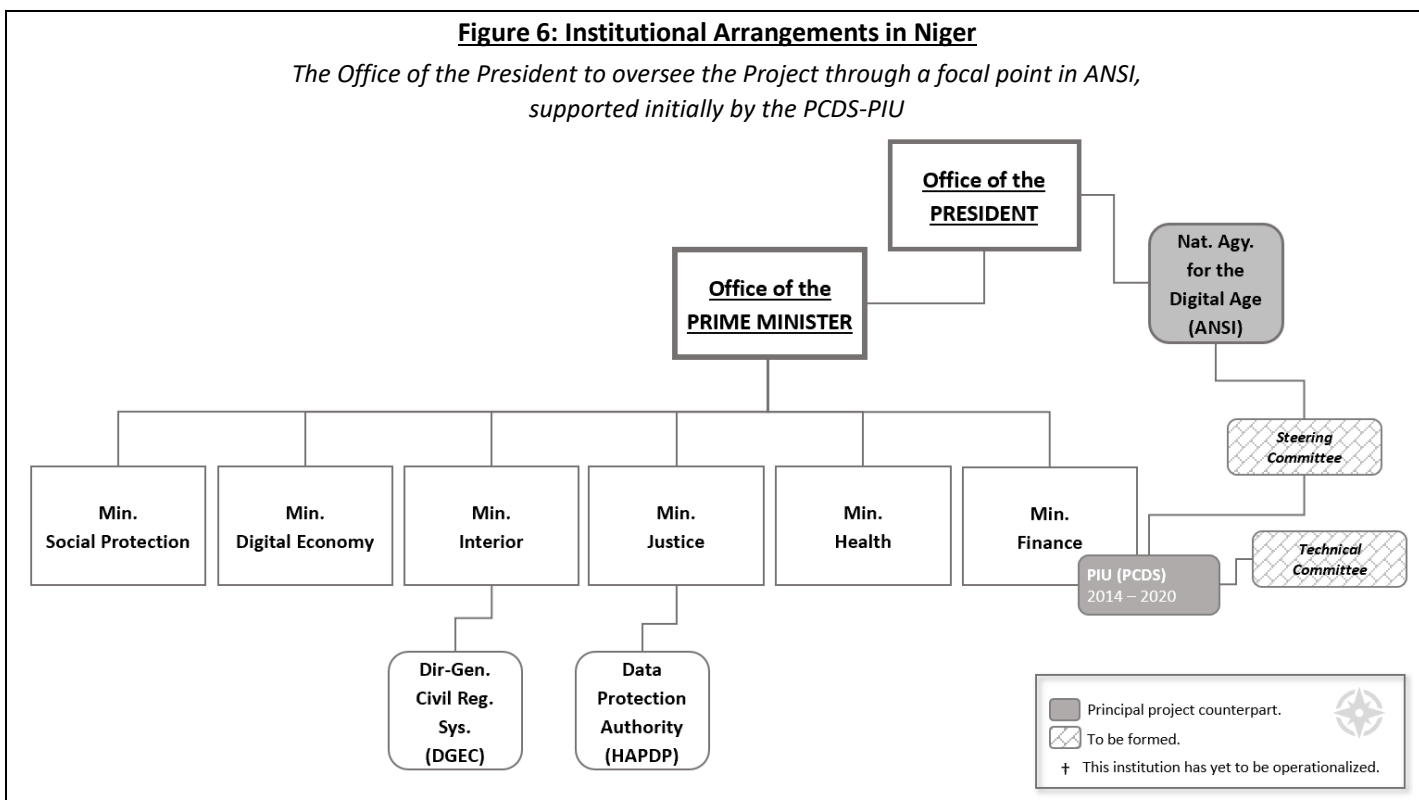 Figure 6: Institutional Arrangements in Niger
The Office of the President to oversee the Project through a focal point in ANSI,
supported initially by the PCDS-PIU
Office of the
PRESIDENT
Nat. Agy.
for the
Digital Age
(ANSI)
Office of the
PRIME MINISTER
Steering
Committee
Min.
Social Protection
Min.
Digital Economy
Min.
Interior
Min.
Justice
Min.
Health
Min.
Finance
PIU (PCDS)
2014 – 2020
Technical
Committee
Dir-Gen.
Civil Reg.
Sys.
(DGEC)
Data
Protection
Authority
(HAPDP)
Principal project counterpart.
To be formed.
† This institution has yet to be operationalized.